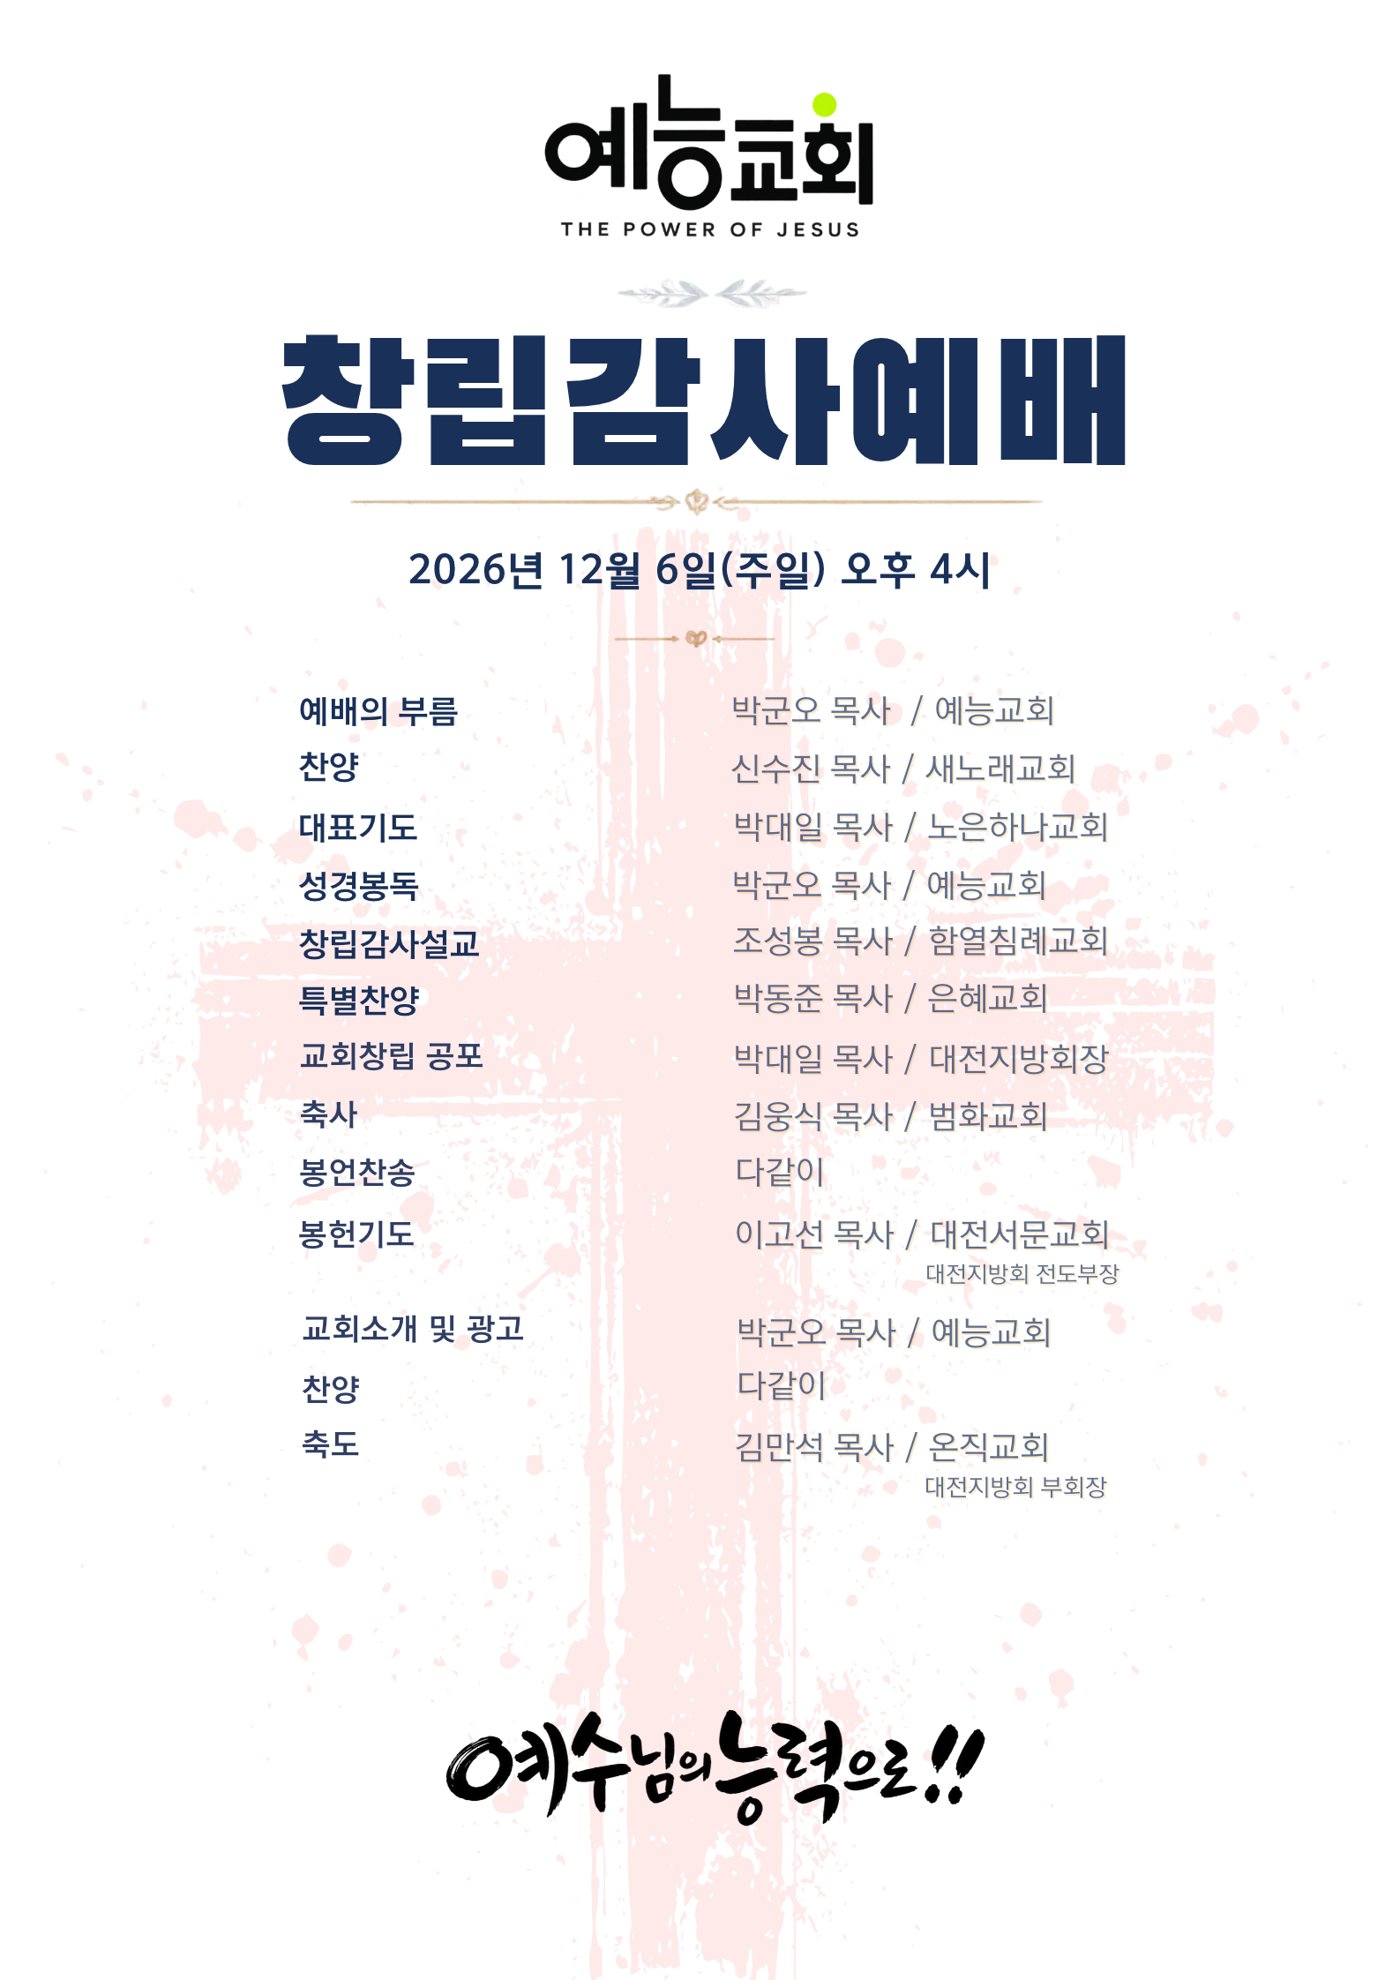 예능교회
THE POWER OF JESUS
창립감사예배
2026년 12월 6일(주일) 오후 4시
예배의 부름 박군오 목사 / 예능교회
찬양 신수진 목사 / 새노래교회
대표기도 박대일 목사 / 노은하나교회
성경봉독 박군오 목사 / 예능교회
창립감사설교 조성봉 목사 / 함열침례교회
특별찬양 박동준 목사 / 은혜교회
교회창립 공포 박대일 목사 / 대전지방회장
축사 김웅식 목사 / 범화교회
봉언찬송 다같이
봉헌기도 이고선 목사 / 대전서문교회
대전지방회 전도부장
교회소개 및 광고 박군오 목사 / 예능교회
찬양 다같이
축도 김만석 목사 / 온직교회
대전지방회 부회장
예수님의능력으로!!